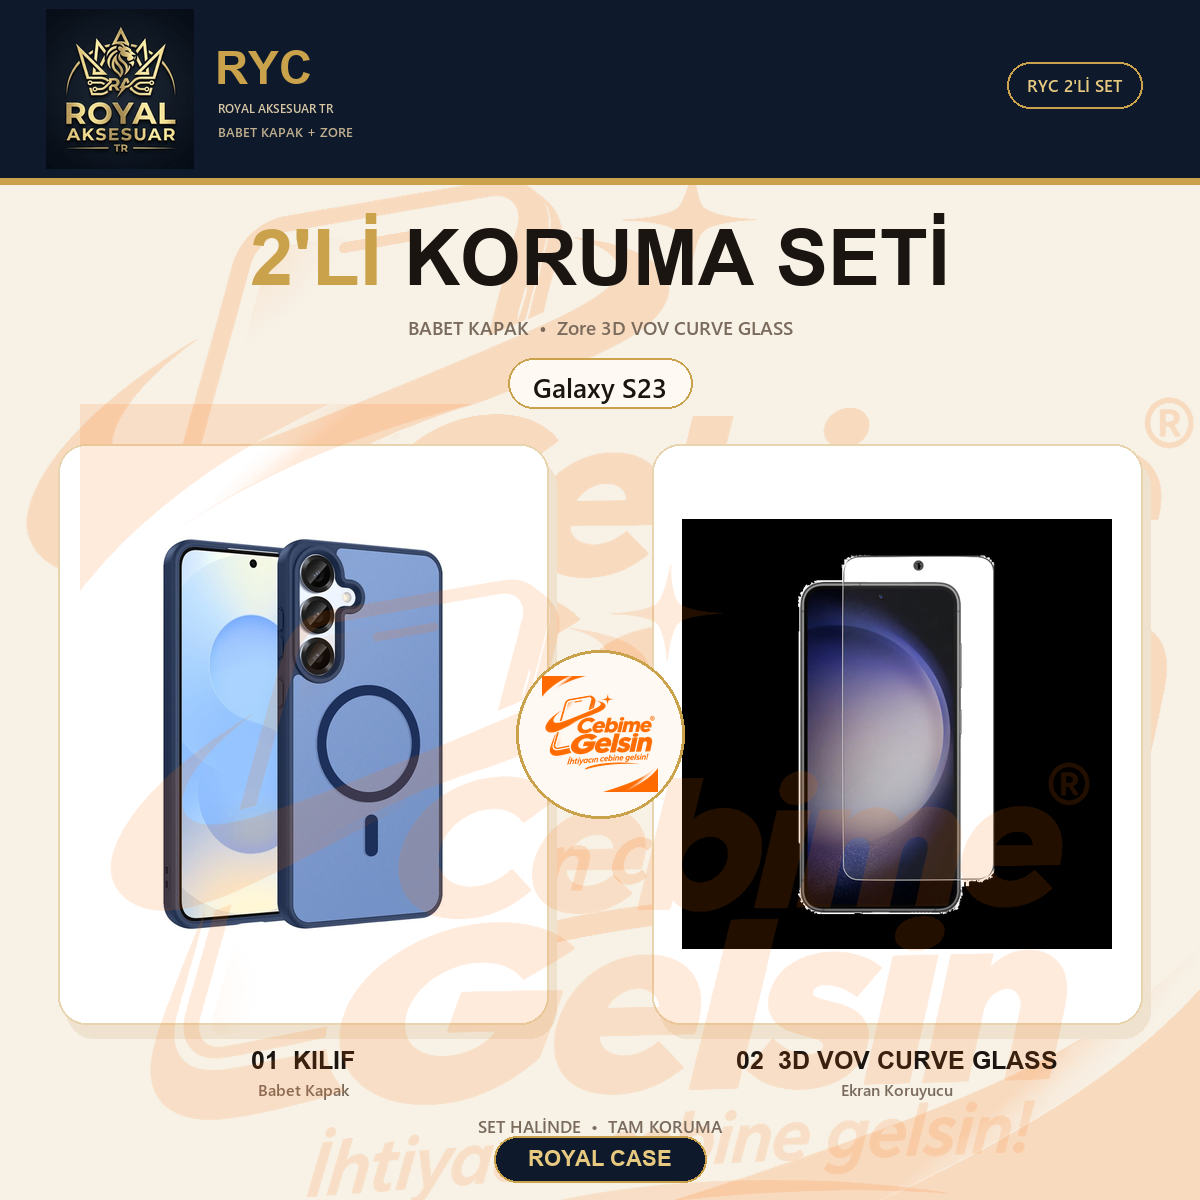 ROYAL
AKSESUAR
TR
RYC
ROYAL AKSESUAR TR
BABET KAPAK + ZORE
RYC 2'Lİ SET
2'Lİ KORUMA SETİ
BABET KAPAK • Zore 3D VOV CURVE GLASS
Galaxy S23
Cebime®
Gelsin
İhtiyacın cebine gelsin!
Cebime®
Gelsin
01 KILIF
Babet Kapak
02 3D VOV CURVE GLASS
Ekran Koruyucu
SET HALİNDE • TAM KORUMA
ROYAL CASE